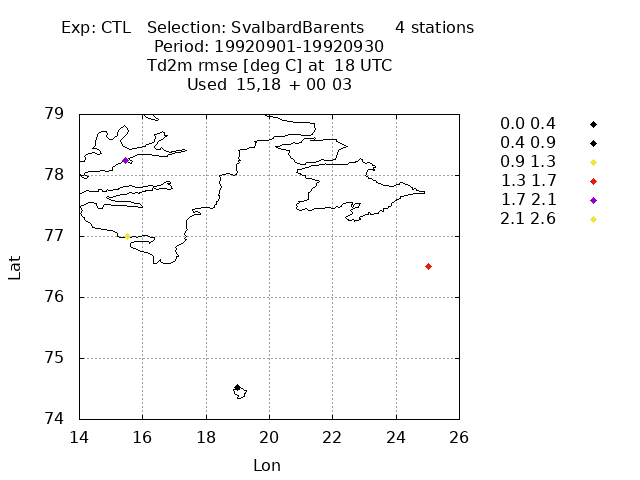 Exp: CTL   Selection: SvalbardBarents      4 stations
Period: 19920901-19920930
Td2m rmse [deg C] at  18 UTC
Used  15,18 + 00 03
0.0 0.4
0.4 0.9
0.9 1.3
1.3 1.7
1.7 2.1
2.1 2.6
79
78
77
76
75
74
Lat
14 16 18 20 22 24 26
Lon